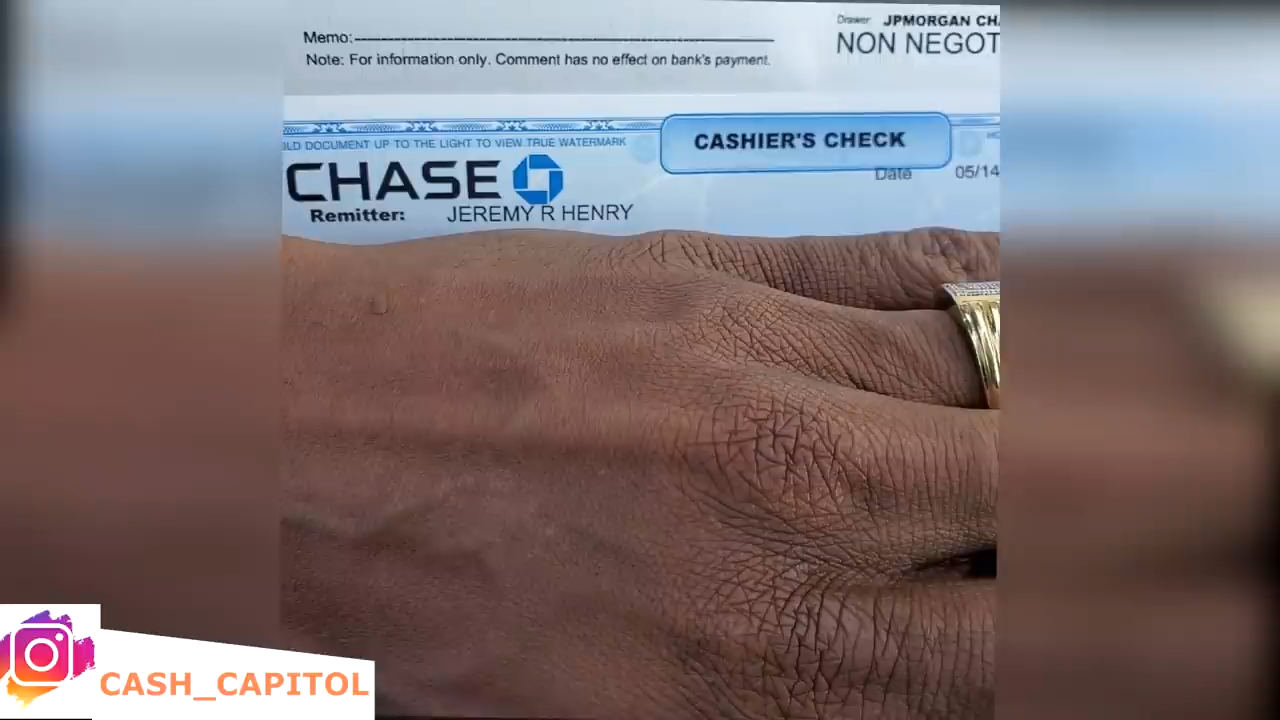 Drawer: JPMORGAN CH
NON NEGOT
Memo:
Note: For information only. Comment has no effect on bank's payment.
CASHIER'S CHECK
LD DOCUMENT UP TO THE LIGHT TO VIEW TRUE WATERMARK
CHASE
Date 05/14
Remitter: JEREMY R HENRY
CASH_CAPITOL